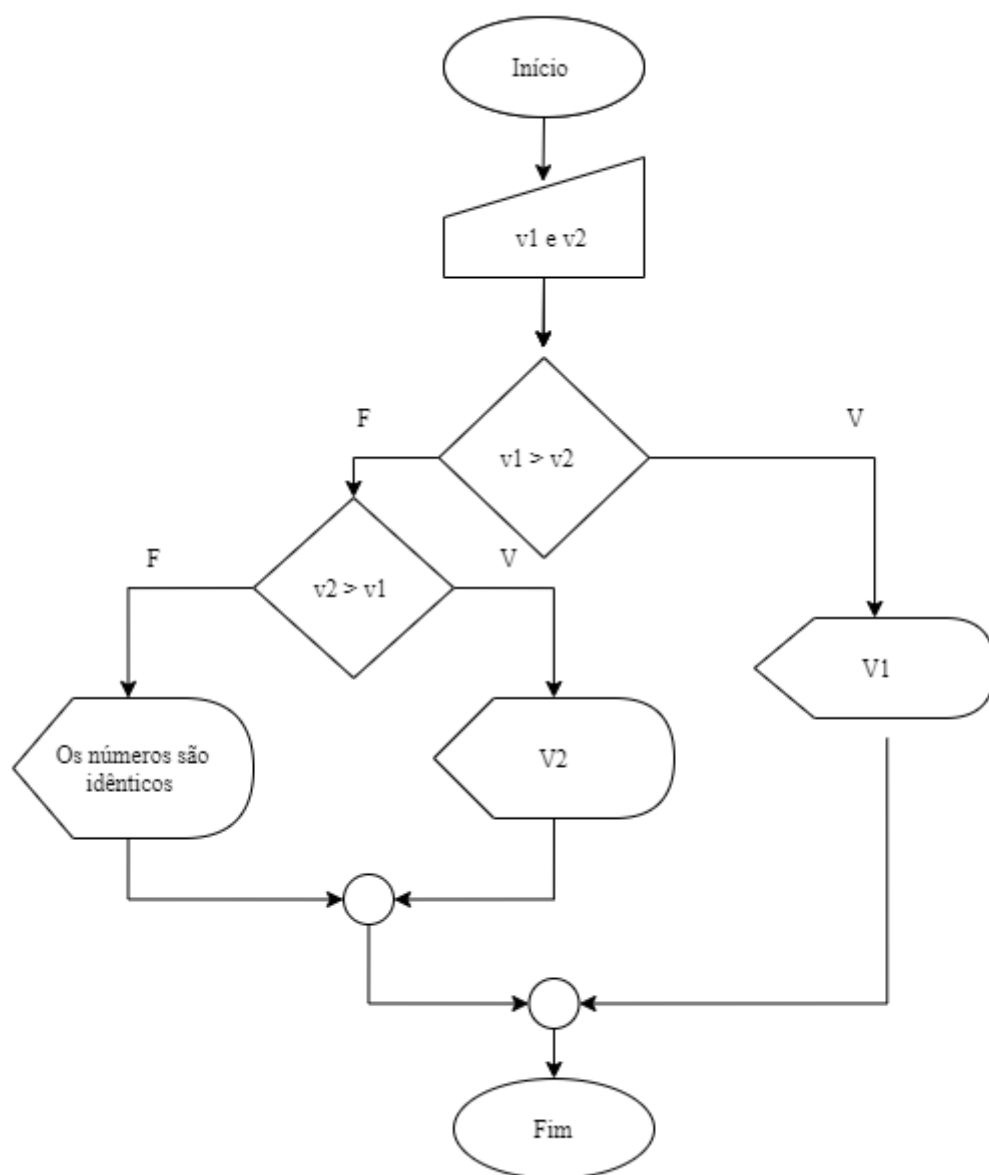 Início
v1 e v2
F
V
v1 > v2
F
V
v2 > v1
V1
Os números são
idênticos
V2
Fim